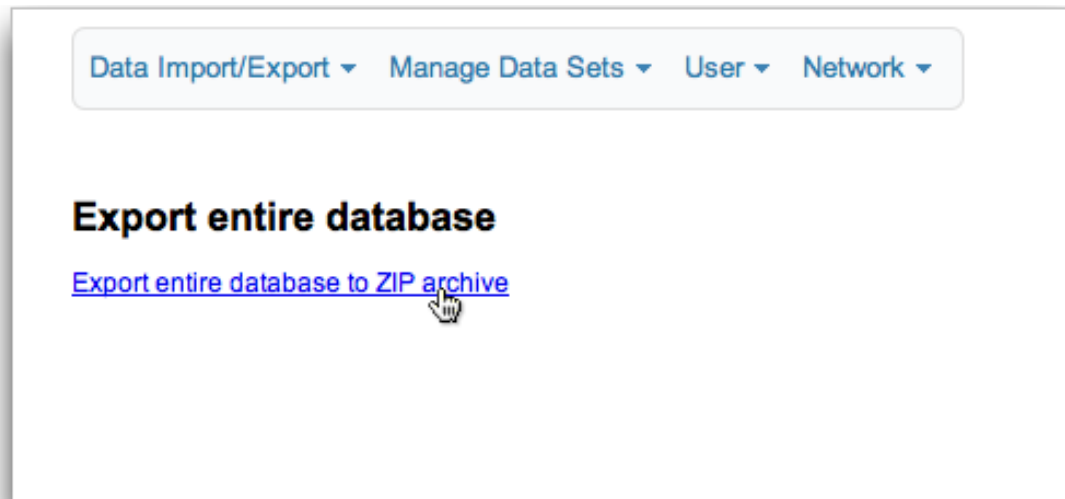 Data Import/Export Manage Data Sets User Network
Export entire database
Export entire database to ZIP archive